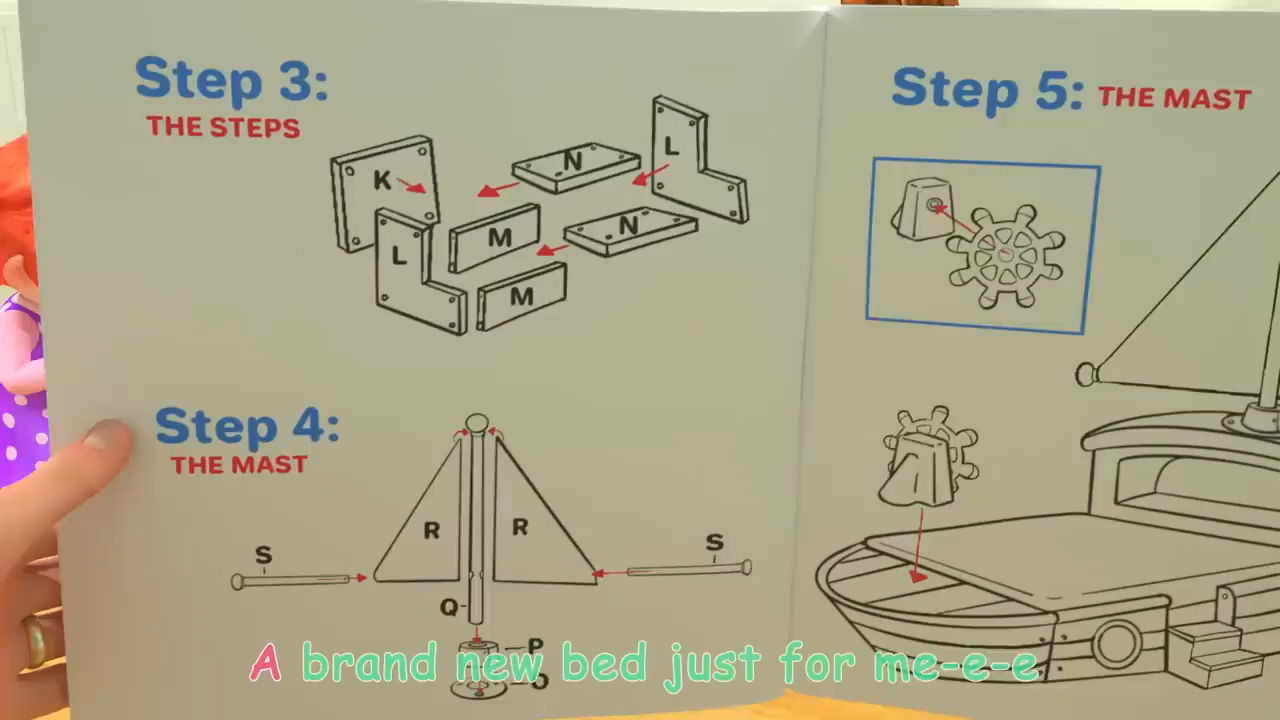 Step 3:
THE STEPS
K
N
L
L
M
N
M
Step 4:
THE MAST
R
R
S
S
Q
P
O
Step 5: THE MAST
A brand new bed just for me-e-e